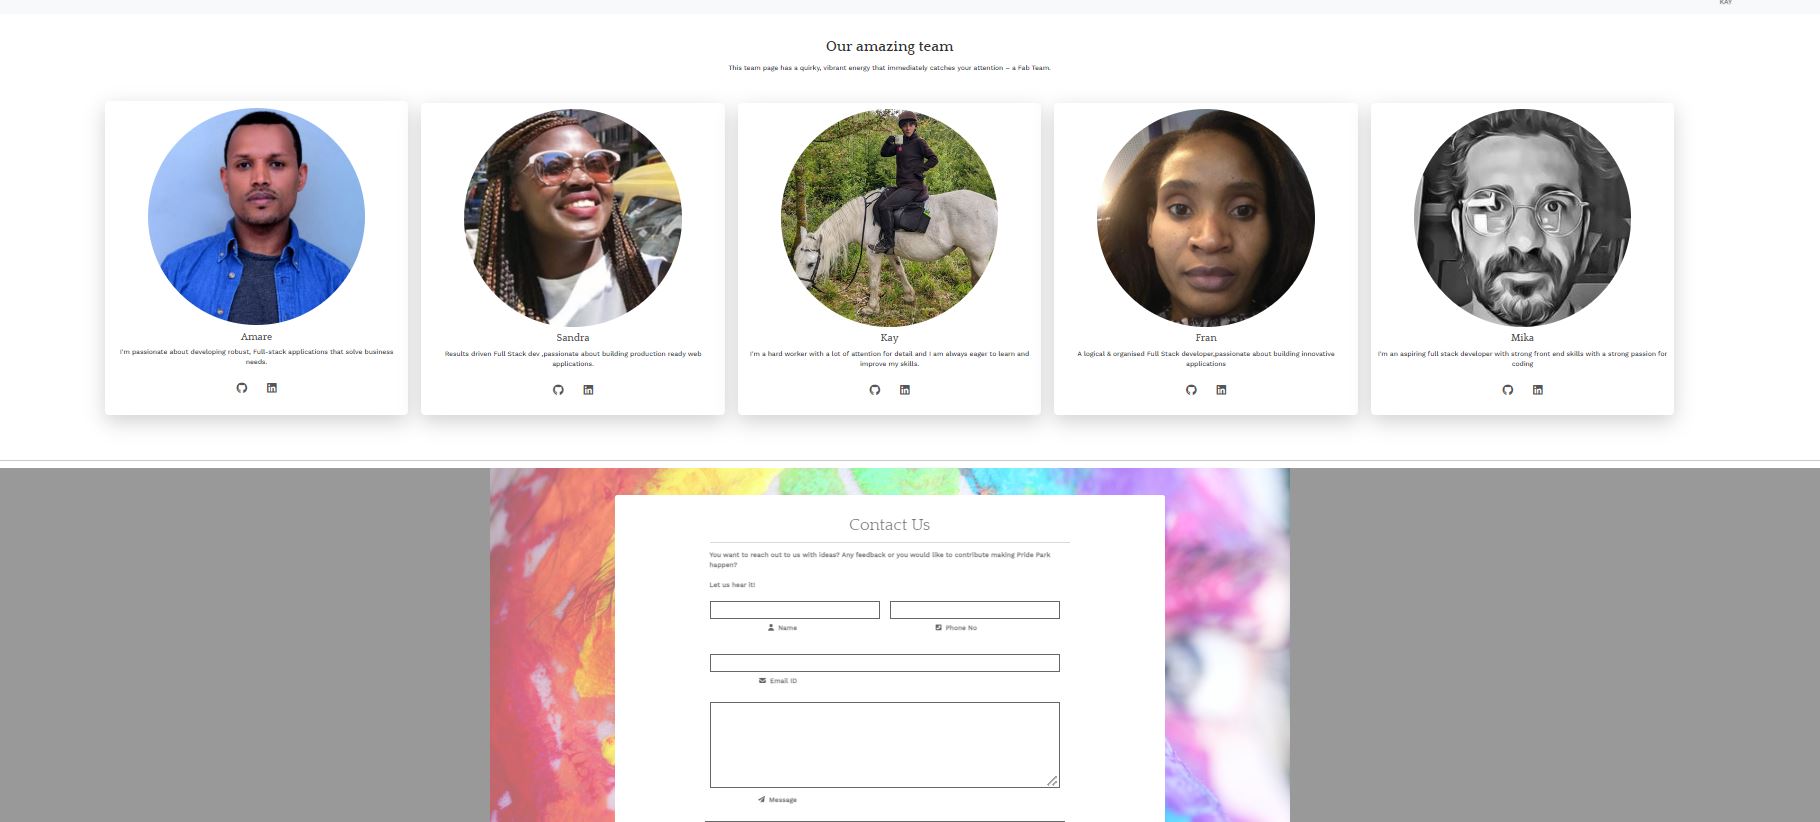 KAY
Our amazing team
This team page has a quirky, vibrant energy that immediately catches your attention – a Fab Team.
Amare
I'm passionate about developing robust, Full-stack applications that solve business
needs.
Sandra
Results driven Full Stack dev ,passionate about building production ready web
applications.
Kay
I'm a hard worker with a lot of attention for detail and I am always eager to learn and
improve my skills.
Fran
A logical & organised Full Stack developer,passionate about building innovative
applications
Mika
I'm an aspiring full stack developer with strong front end skills with a strong passion for
coding
Contact Us
You want to reach out to us with ideas? Any feedback or you would like to contribute making Pride Park
happen?
Let us hear it!
Name
Phone No
Email ID
Message